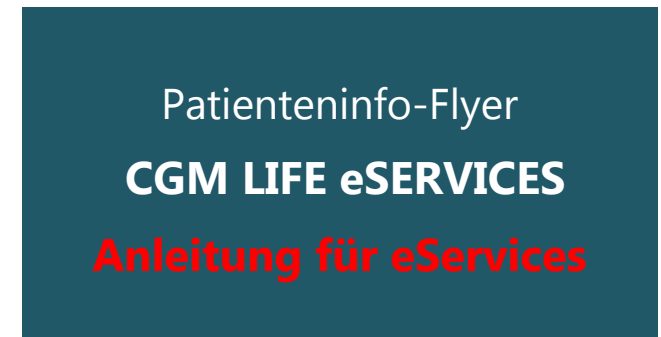 Patienteninfo-Flyer
CGM LIFE eSERVICES
Anleitung für eServices